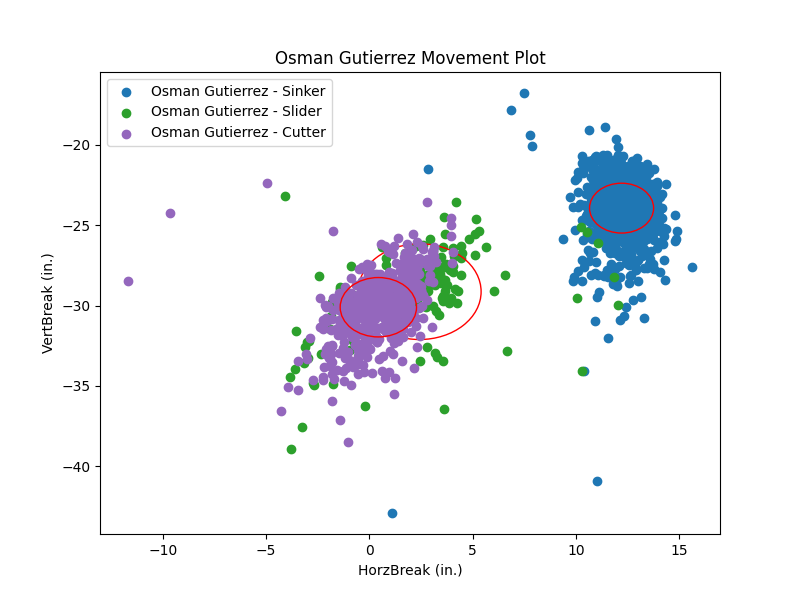 Osman Gutierrez Movement Plot
Osman Gutierrez - Sinker
Osman Gutierrez - Slider
Osman Gutierrez - Cutter
VertBreak (in.)
−20
−25
−30
−35
−40
−10
−5
0
5
10
15
HorzBreak (in.)